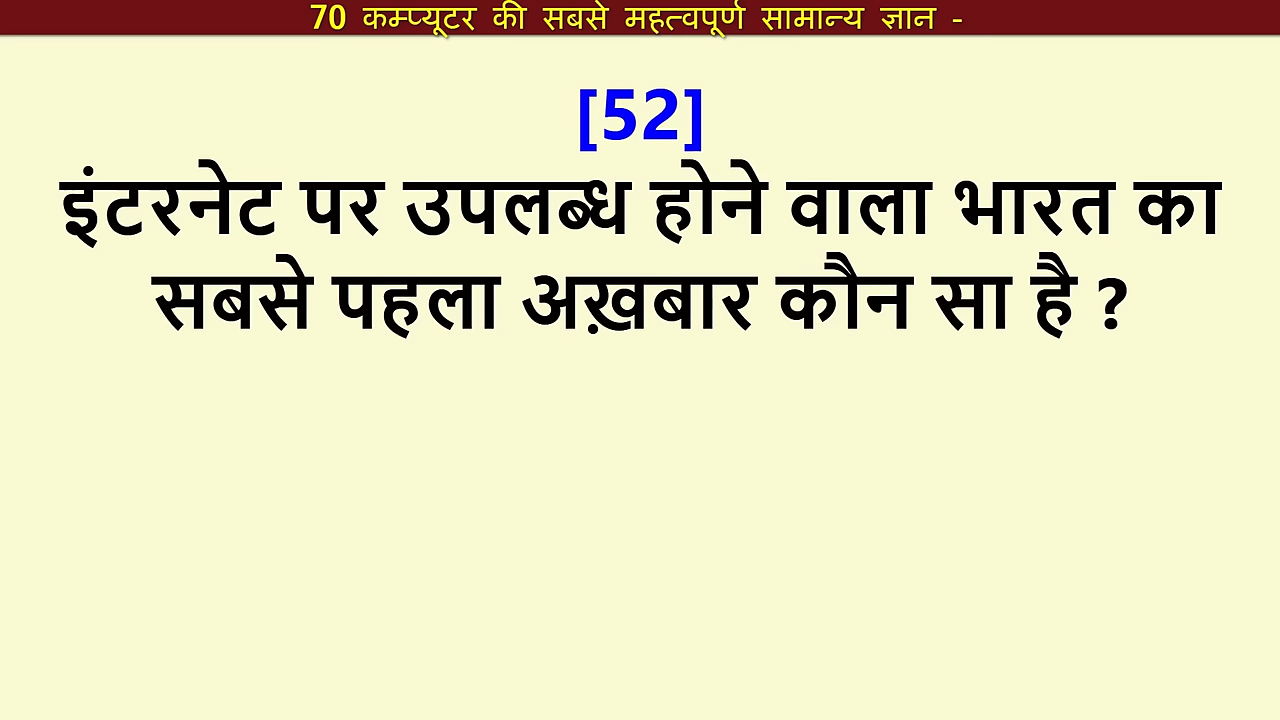 70 कम्प्यूटर की सबसे महत्वपूर्ण सामान्य ज्ञान -
[52]
इंटरनेट पर उपलब्ध होने वाला भारत का
सबसे पहला अख़बार कौन सा है ?